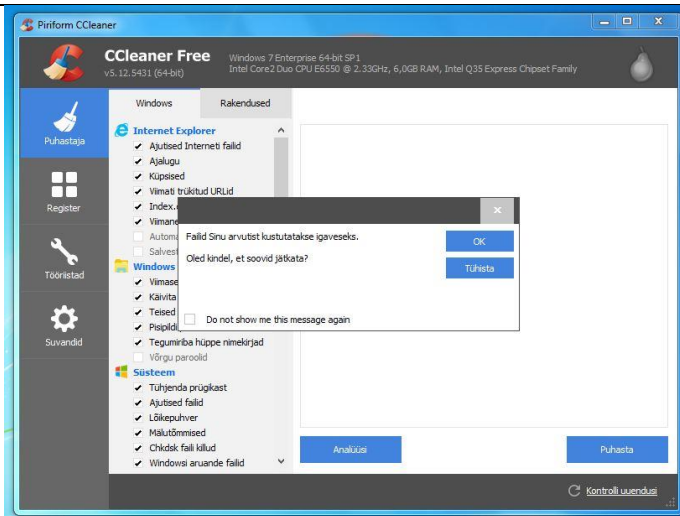 Piriform CCleaner
CCleaner Free
v5.12.5431 (64-bit)
Windows 7 Enterprise 64-bit SP1
Intel Core2 Duo CPU E6550 @ 2.33GHz, 6,0GB RAM, Intel Q35 Express Chipset Family
Puhastaja
Register
Tööriistad
Suvandid
Windows
Rakendused
Internet Explorer
Ajutised Interneti failid
Ajalugu
Küpsised
Viimati trükitud URLid
Index.
Viimane
Autom
Salvest
Windows
Viimase
Käivita
Teised
Pisipildi
Tegumiriba hüppe nimekirjad
Võrgu paroolid
Süsteem
Tühjenda prügikast
Ajutised failid
Lõikepuhver
Mälutõmmised
Chkdsk faili killud
Windowsi aruande failid
Failid Sinu arvutist kustutatakse igaveseks.
Oled kindel, et soovid jätkata?
OK
Tühista
Do not show me this message again
Analüüsi
Puhasta
Kontrolli uuendusi